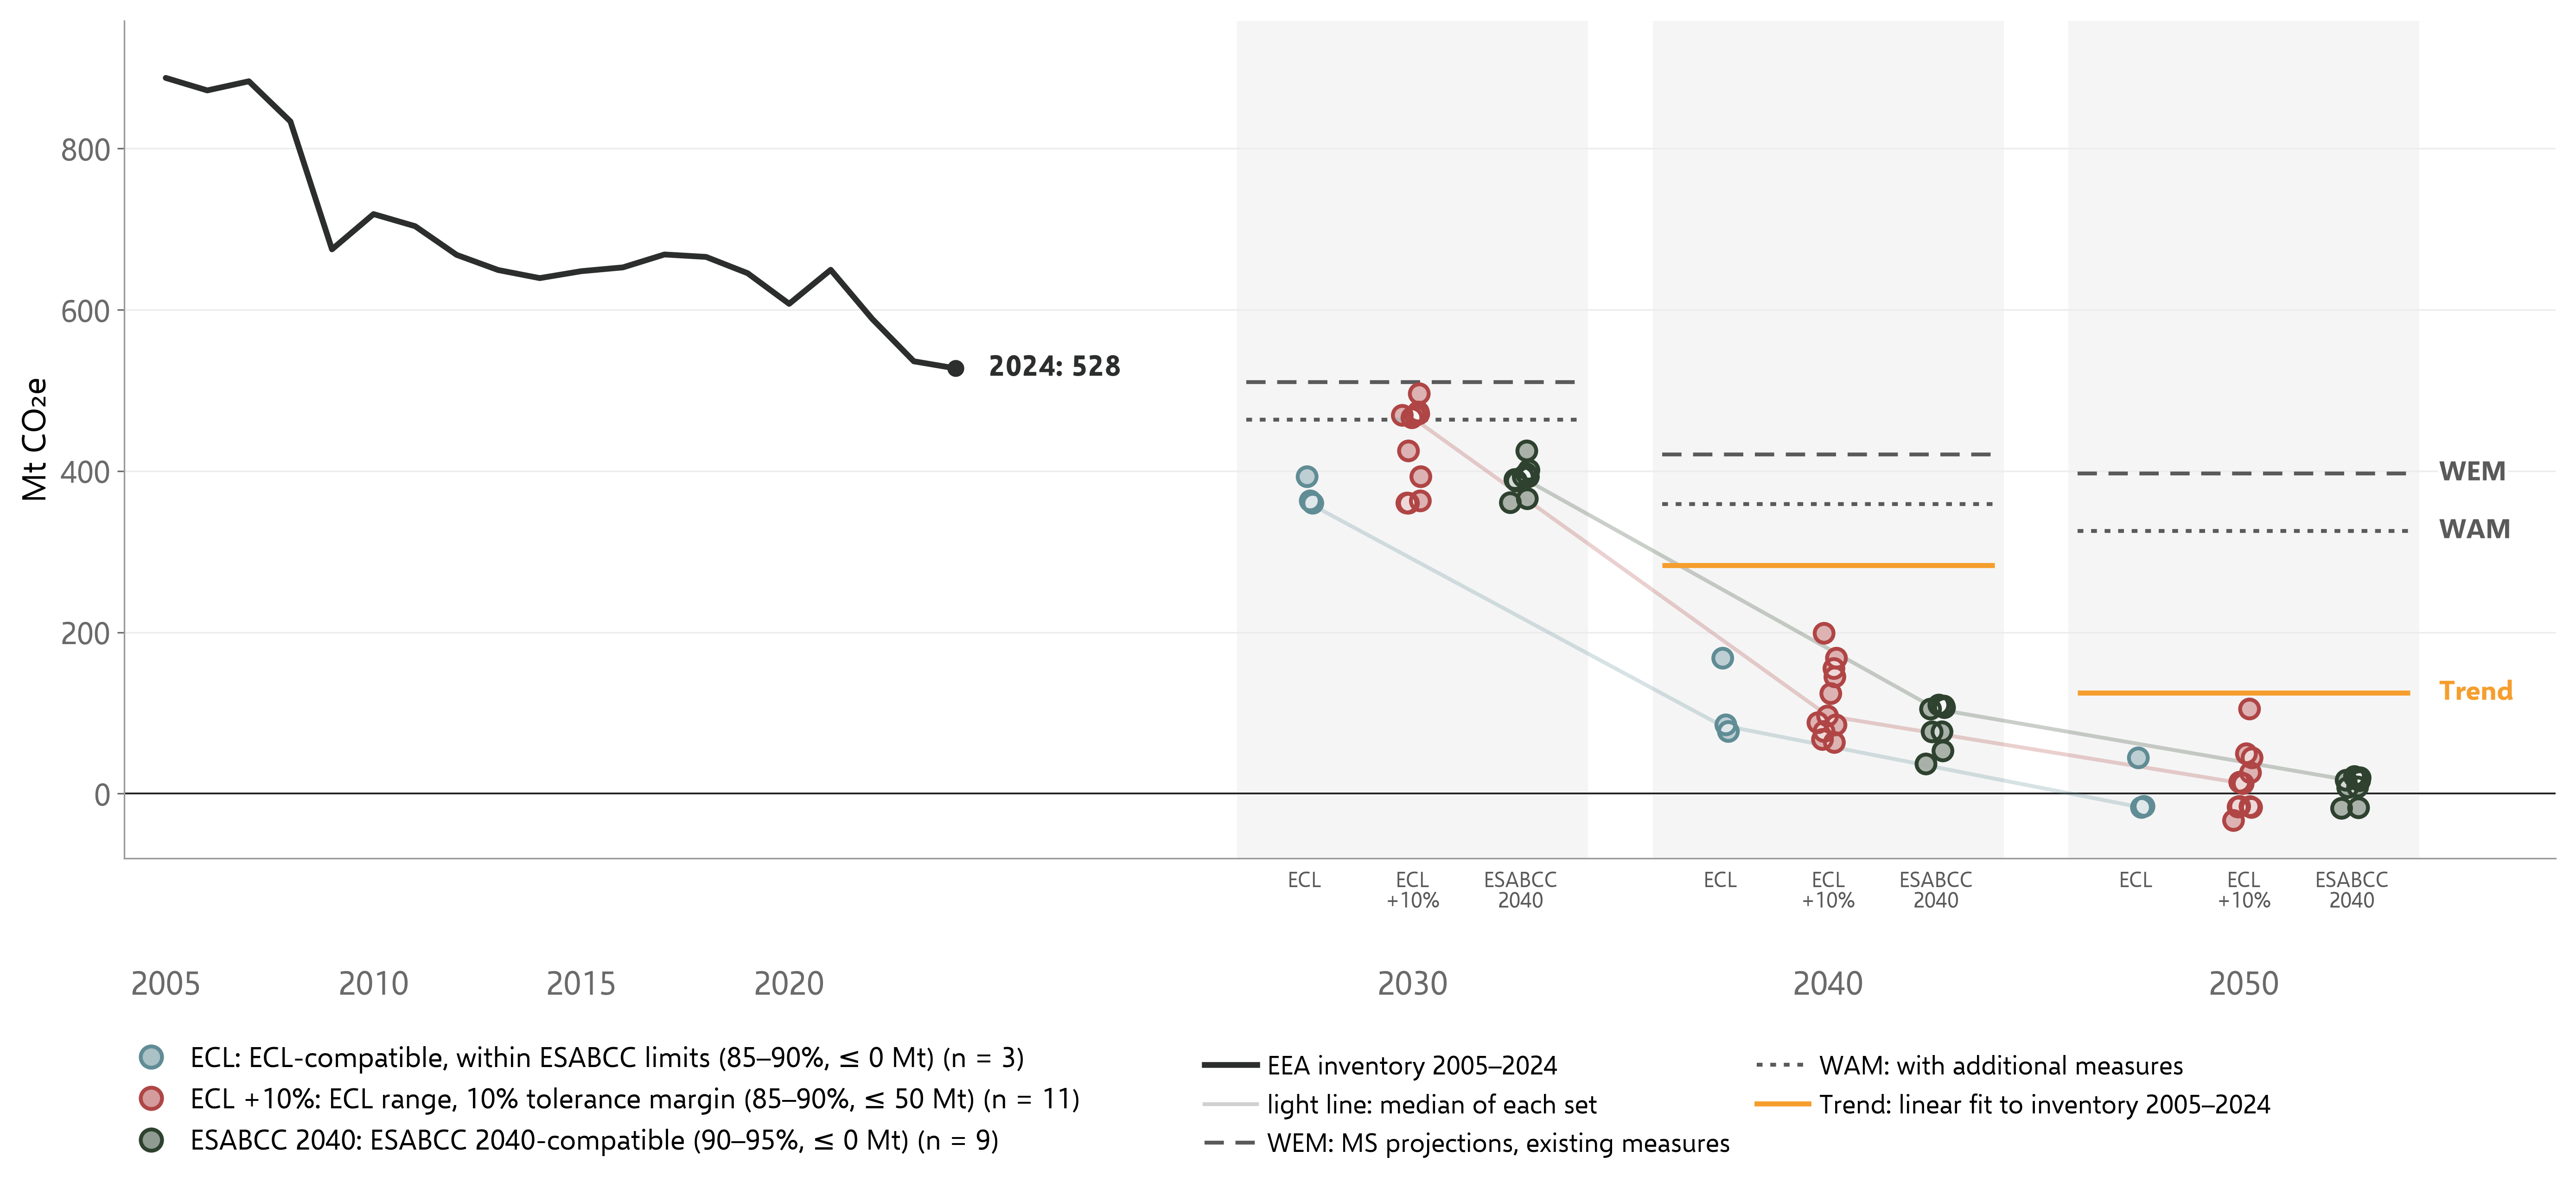 800
600
400
200
0
Mt CO₂e
2024: 528
WEM
WAM
Trend
ECL
ECL
+10%
ESABCC
2040
ECL
ECL
+10%
ESABCC
2040
ECL
ECL
+10%
ESABCC
2040
2005
2010
2015
2020
2030
2040
2050
ECL: ECL-compatible, within ESABCC limits (85–90%, ≤ 0 Mt) (n = 3)
ECL +10%: ECL range, 10% tolerance margin (85–90%, ≤ 50 Mt) (n = 11)
ESABCC 2040: ESABCC 2040-compatible (90–95%, ≤ 0 Mt) (n = 9)
EEA inventory 2005–2024
light line: median of each set
WEM: MS projections, existing measures
WAM: with additional measures
Trend: linear fit to inventory 2005–2024